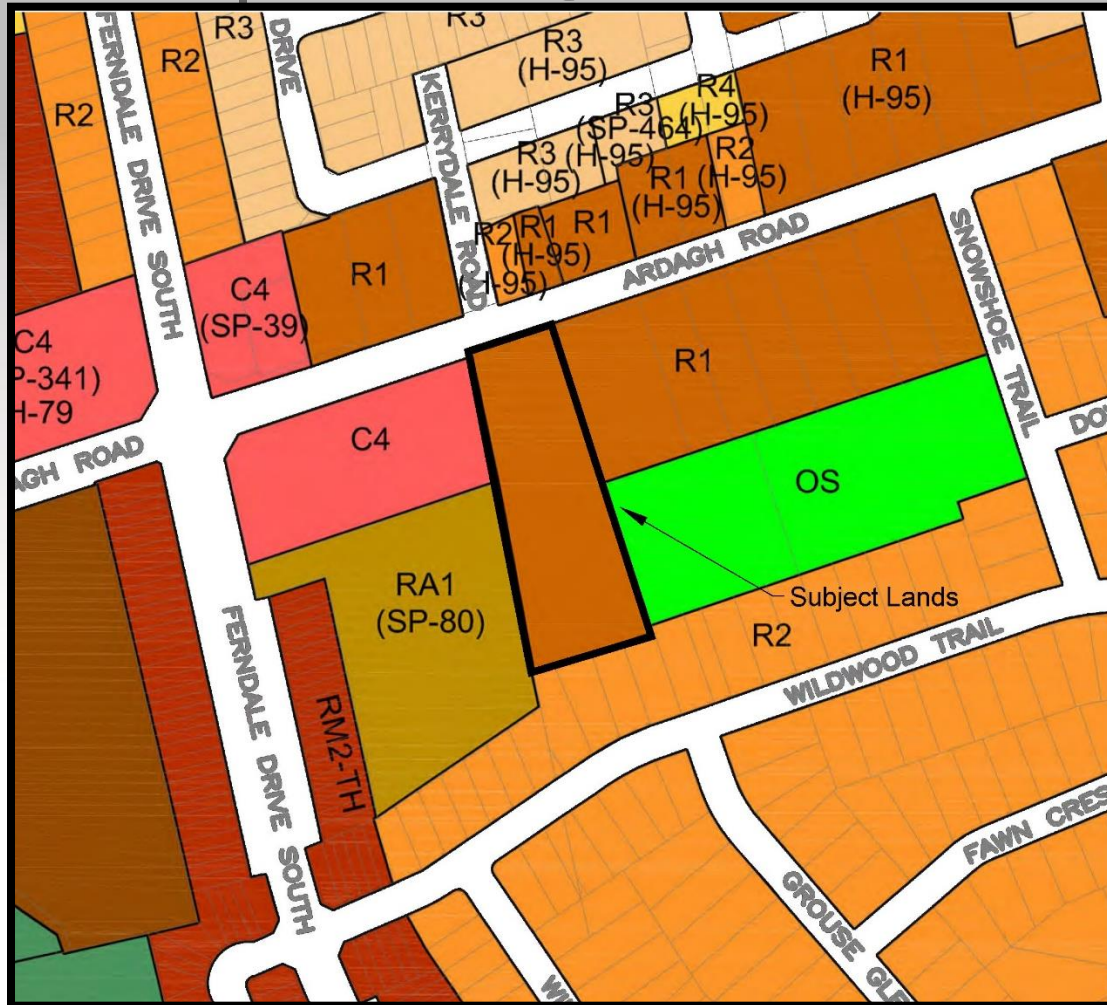 R3
R3
R2
R2
FERNDALE DRIVE SOUTH
DRIVE
R3
(H-95)
KERRYDALE ROAD
R1
(H-95)
R4
(H-95)
R3
(SP-464)
(H-95)
R3
(H-95)
R2
(H-95)
R1
(H-95)
R1
R1
(H-95)
R2
(H-95)
ARDAGH ROAD
SNOWSHOE TRAIL
R1
C4
(SP-39)
C4
P-341)
H-79
R1
C4
AGH ROAD
OS
RA1
(SP-80)
Subject Lands
R2
WILDWOOD TRAIL
FERNDALE DRIVE SOUTH
RM2-TH
FAWN CRES